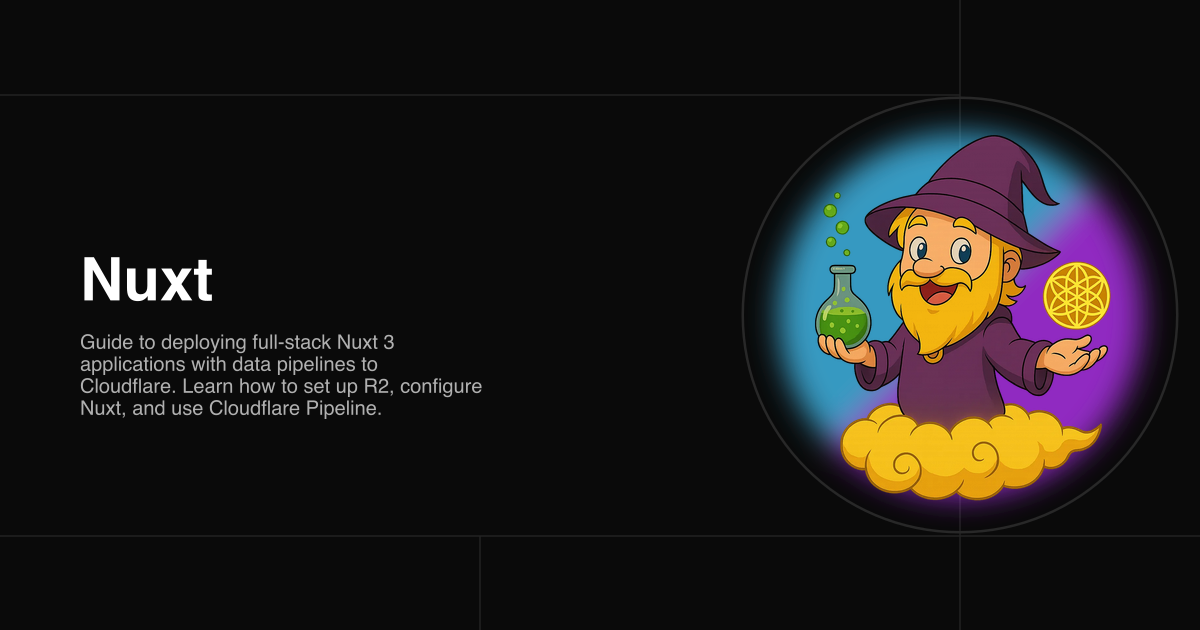 Nuxt
Guide to deploying full-stack Nuxt 3
applications with data pipelines to
Cloudflare. Learn how to set up R2, configure
Nuxt, and use Cloudflare Pipeline.